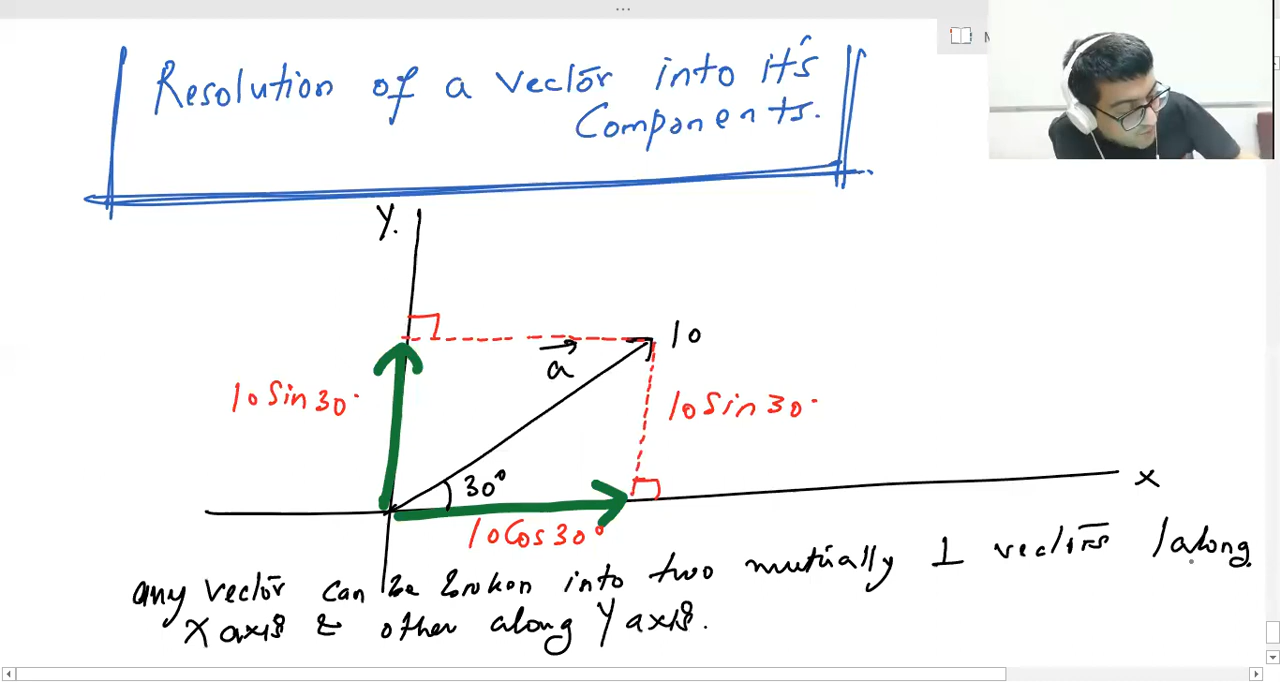 Resolution of a vector into it's
Components.
Y.
10
a
10 Sin 30°
10 Sin 30°
30°
X
10 Cos 30°
any vector can be broken into two mutually ⊥ vectors 1 along
X axis & other along Y axis.